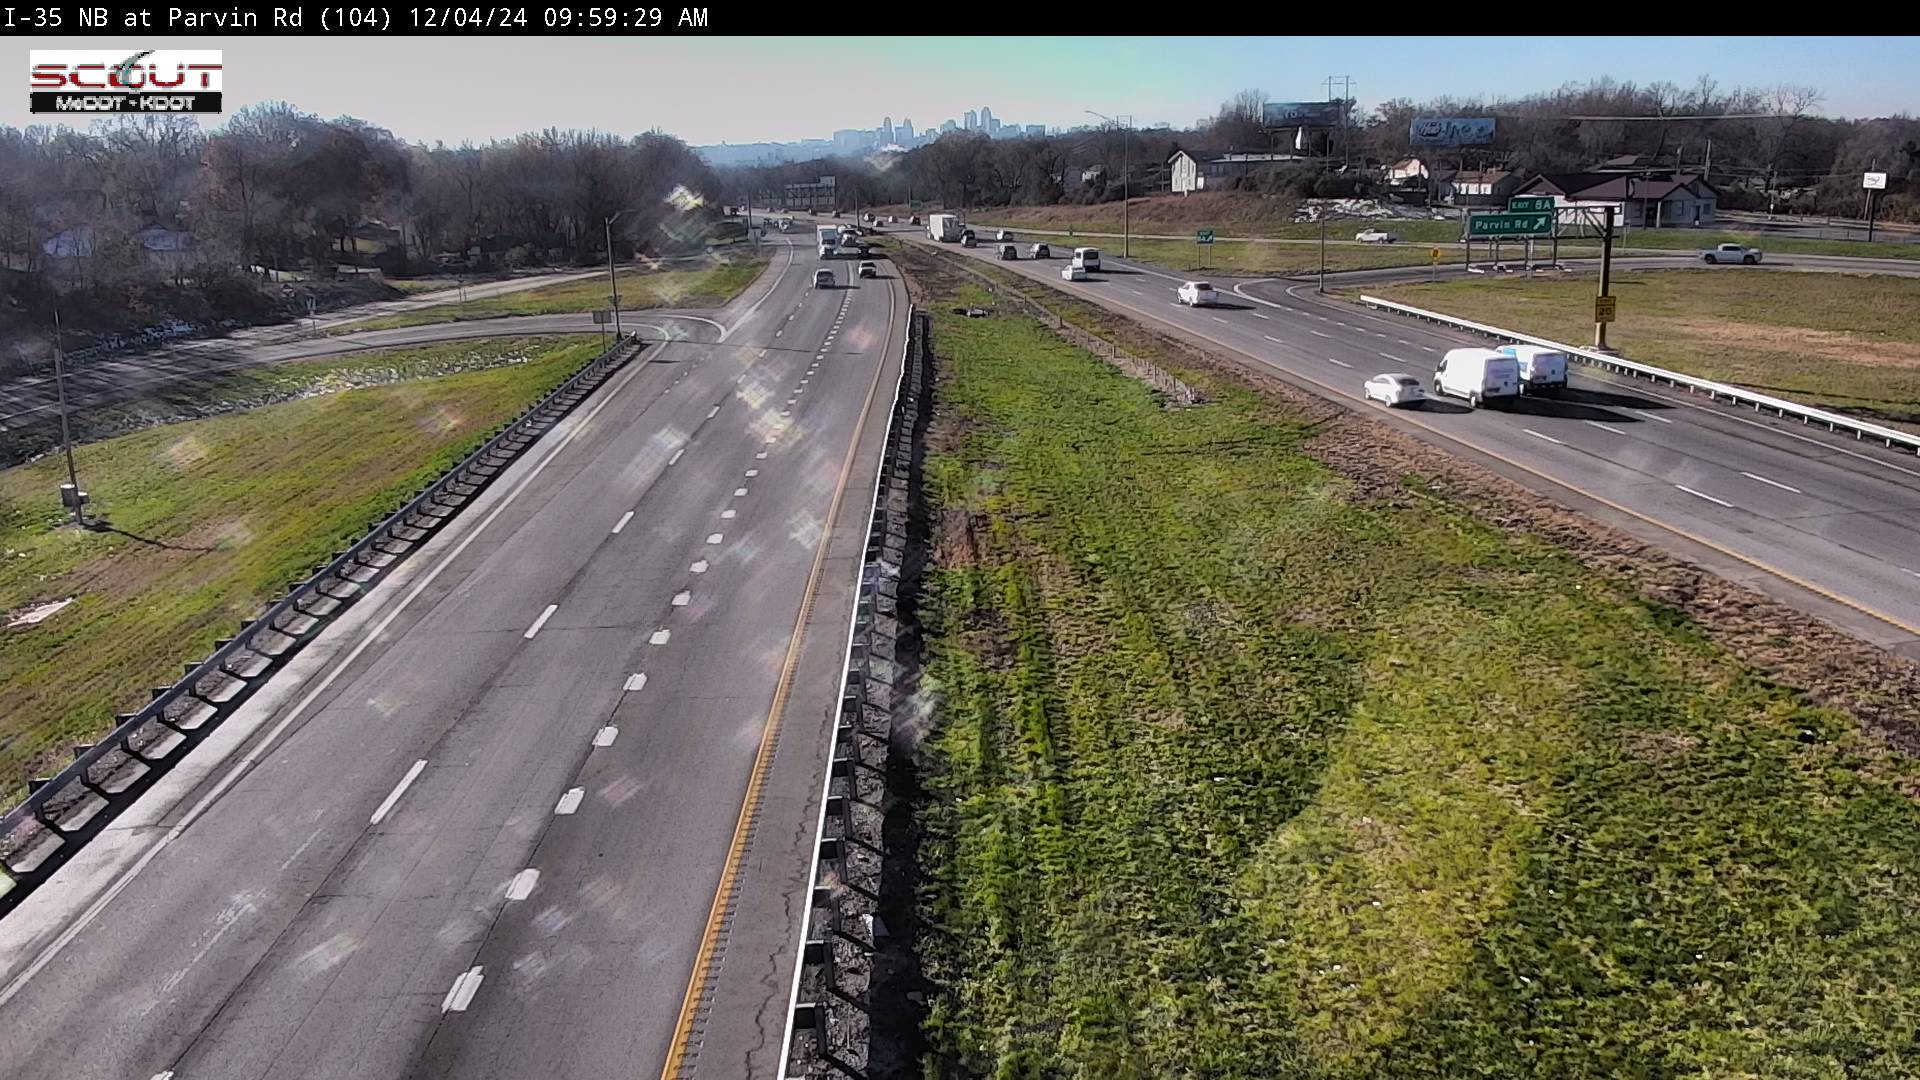 I-35 NB at Parvin Rd (104) 12/04/24 09:59:29 AM
SCOUT
MoDOT - KDOT
EXIT 8A
Parvin Rd
20